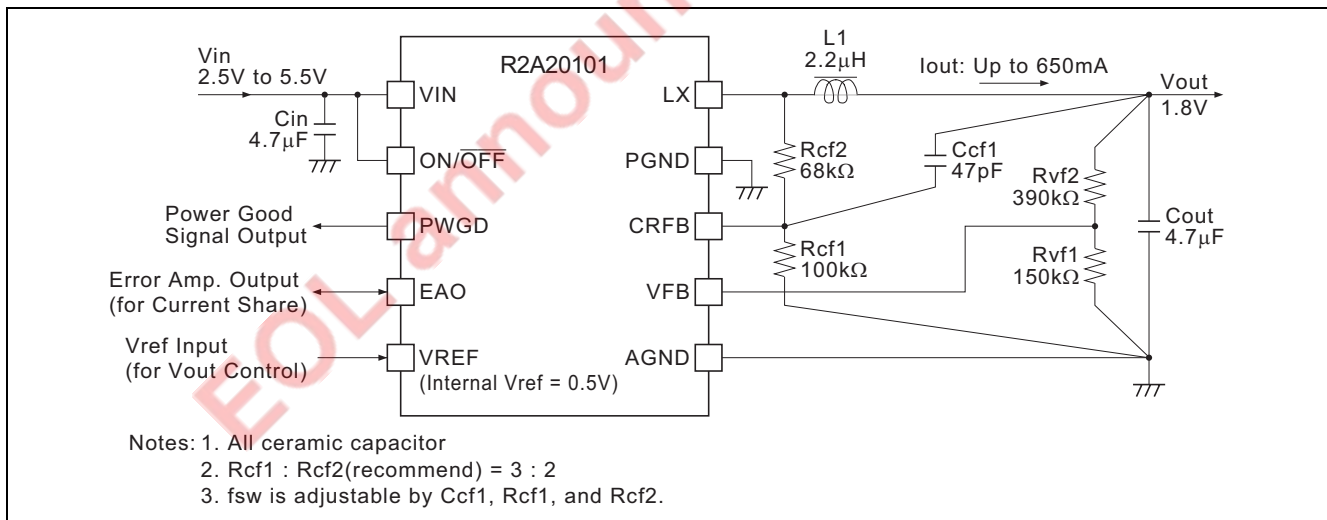 R2A20101
Vin
2.5V to 5.5V
Cin
4.7μF
VIN
ON/OFF
PWGD
EAO
VREF
(Internal Vref = 0.5V)
Power Good
Signal Output
Error Amp. Output
(for Current Share)
Vref Input
(for Vout Control)
LX
PGND
CRFB
VFB
AGND
L1
2.2μH
Iout: Up to 650mA
Vout
1.8V
Rcf2
68kΩ
Ccf1
47pF
Rcf1
100kΩ
Rvf2
390kΩ
Rvf1
150kΩ
Cout
4.7μF
Notes: 1. All ceramic capacitor
2. Rcf1 : Rcf2(recommend) = 3 : 2
3. fsw is adjustable by Ccf1, Rcf1, and Rcf2.
EOL announ